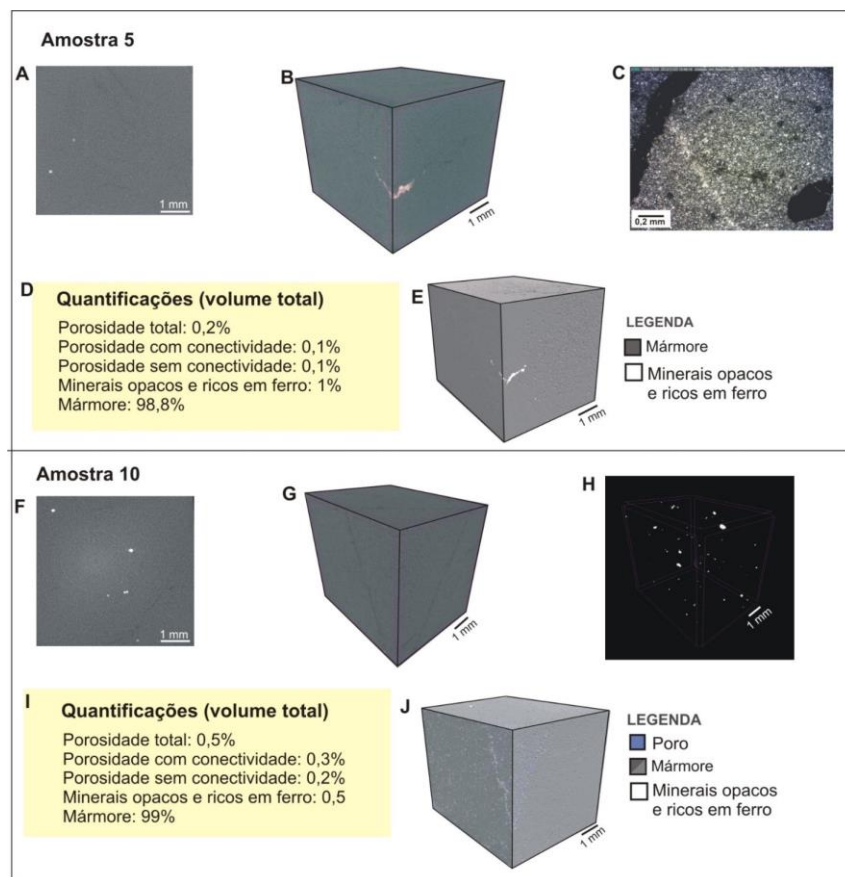 Amostra 5
A
B
C
1 mm
1 mm
0,2 mm
D
Quantificações (volume total)
Porosidade total: 0,2%
Porosidade com conectividade: 0,1%
Porosidade sem conectividade: 0,1%
Minerais opacos e ricos em ferro: 1%
Mármore: 98,8%
E
1 mm
LEGENDA
Mármore
Minerais opacos
e ricos em ferro
Amostra 10
F
G
H
1 mm
1 mm
1 mm
I
Quantificações (volume total)
Porosidade total: 0,5%
Porosidade com conectividade: 0,3%
Porosidade sem conectividade: 0,2%
Minerais opacos e ricos em ferro: 0,5
Mármore: 99%
J
1 mm
LEGENDA
Poro
Mármore
Minerais opacos
e ricos em ferro